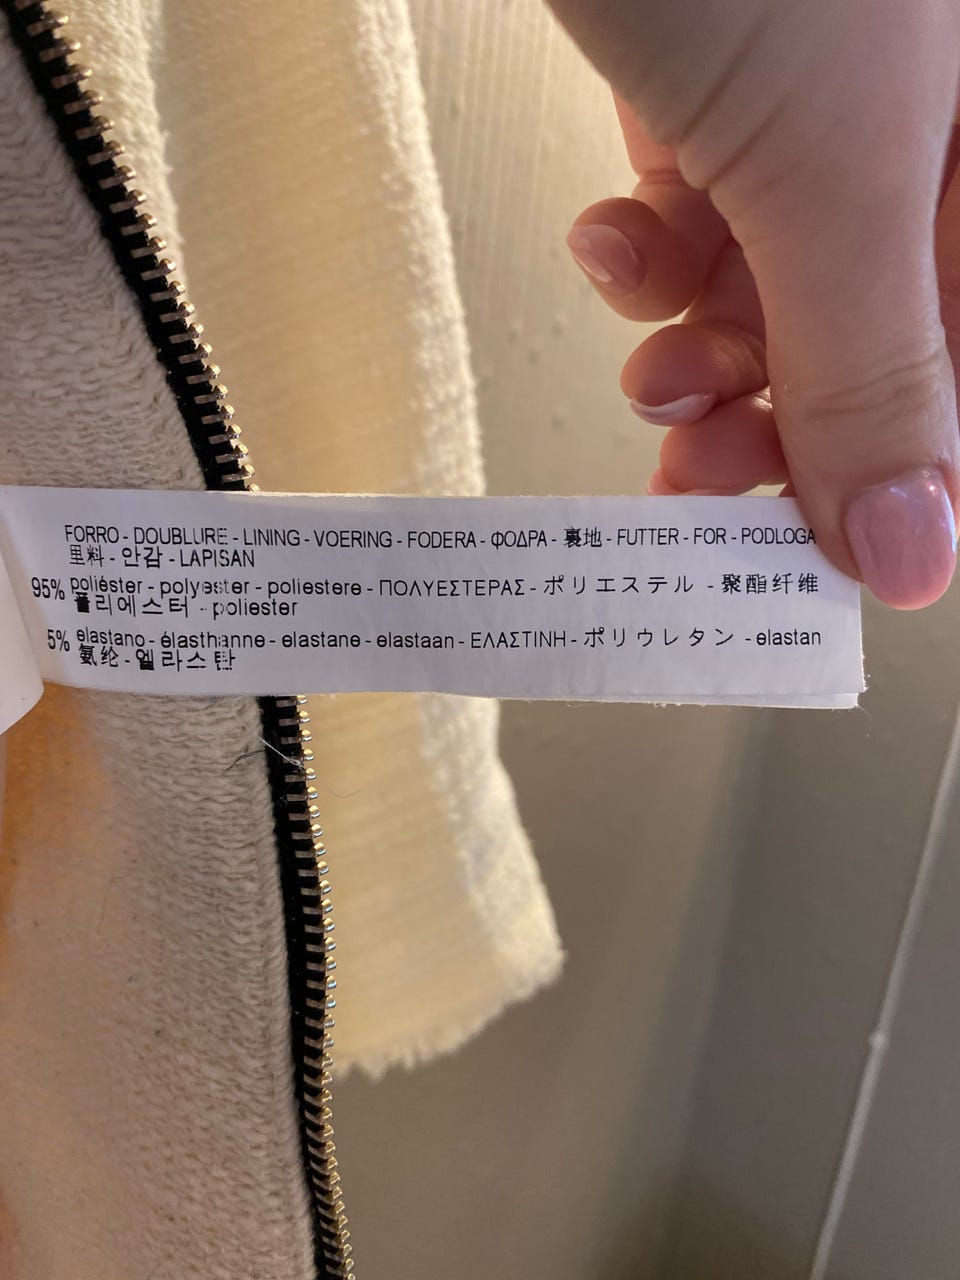 FORRO - DOUBLURE - LINING - VOERING - FODERA - ΦΟΔΡΑ - 裏地 - FUTTER - FOR - PODLOGA
里料 - 안감 - LAPISAN
95% poliéster - polyester - poliestere - ΠΟΛΥΕΣΤΕΡΑΣ - ポリエステル - 聚酯纤维
폴리에스터 - poliester
5% elastano - élasthanne - elastane - elastaan - ΕΛΑΣΤΙΝΗ - ポリウレタン - elastan
氨纶 - 엘라스탄